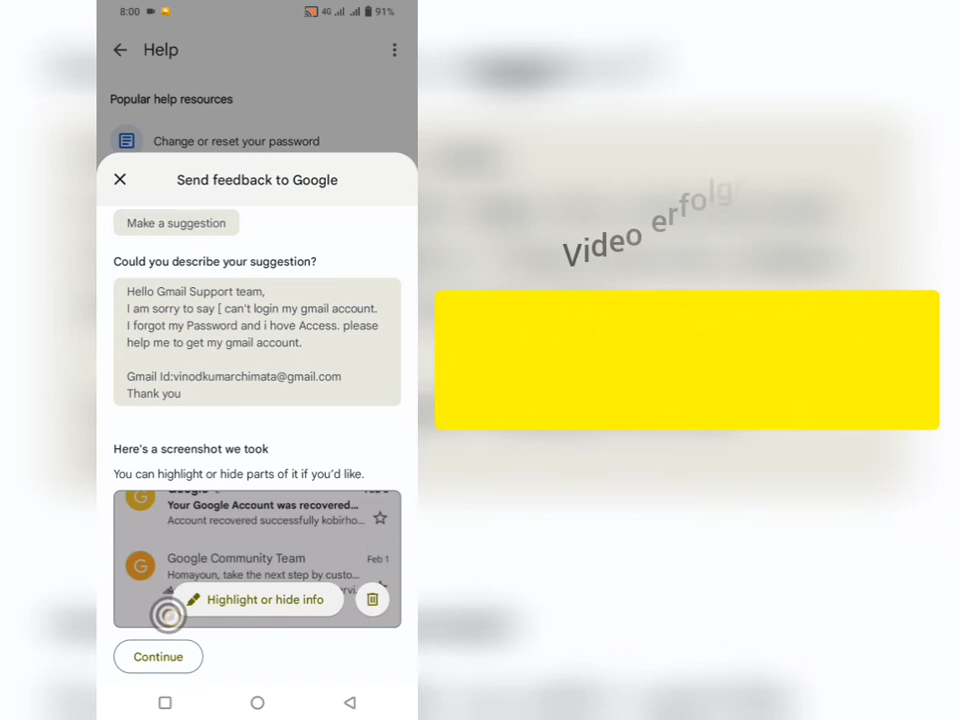 8:00
4G
91%
Help
Popular help resources
Change or reset your password
Send feedback to Google
Make a suggestion
Could you describe your suggestion?
Hello Gmail Support team,
I am sorry to say [ can't login my gmail account.
I forgot my Password and i hove Access. please
help me to get my gmail account.
Gmail Id:vinodkumarchimata@gmail.com
Thank you
Here's a screenshot we took
You can highlight or hide parts of it if you'd like.
Your Google Account was recovered...
Account recovered successfully kobirho...
Google Community Team
Feb 1
Homayoun, take the next step by custo...
Highlight or hide info
Continue
Video erfolg